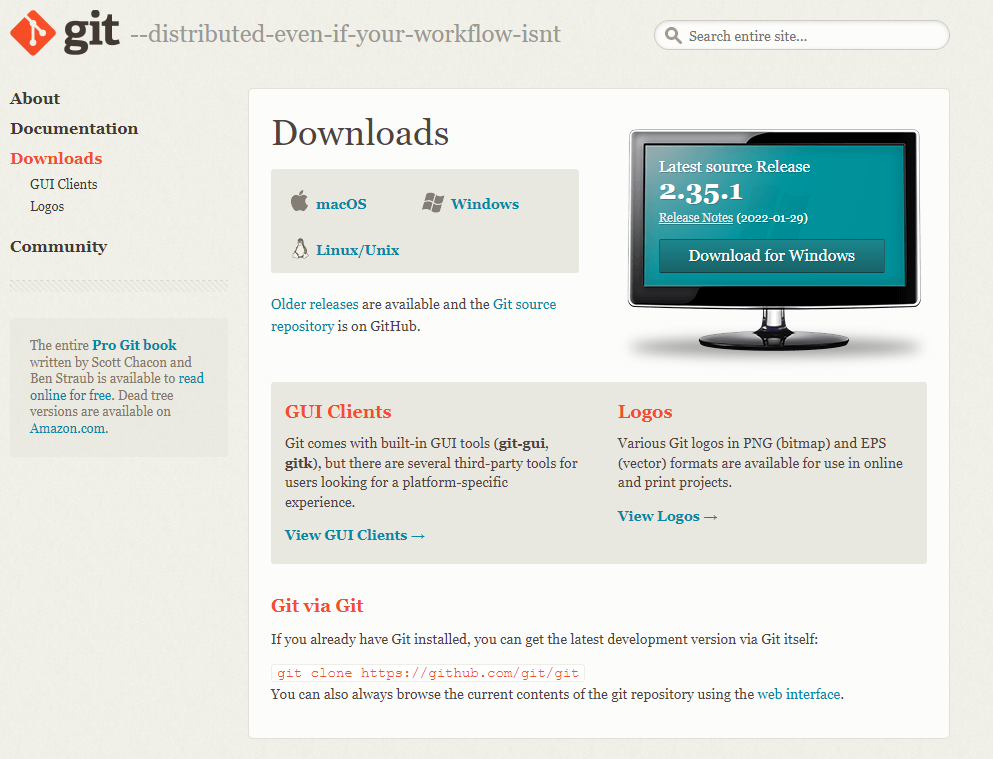 git --distributed-even-if-your-workflow-isnt
Search entire site...
About
Documentation
Downloads
GUI Clients
Logos
Community
The entire Pro Git book
written by Scott Chacon and
Ben Straub is available to read
online for free. Dead tree
versions are available on
Amazon.com.
Downloads
macOS
Windows
Linux/Unix
Older releases are available and the Git source
repository is on GitHub.
Latest source Release
2.35.1
Release Notes (2022-01-29)
Download for Windows
GUI Clients
Git comes with built-in GUI tools (git-gui,
gitk), but there are several third-party tools for
users looking for a platform-specific
experience.
View GUI Clients →
Logos
Various Git logos in PNG (bitmap) and EPS
(vector) formats are available for use in online
and print projects.
View Logos →
Git via Git
If you already have Git installed, you can get the latest development version via Git itself:
git clone https://github.com/git/git
You can also always browse the current contents of the git repository using the web interface.